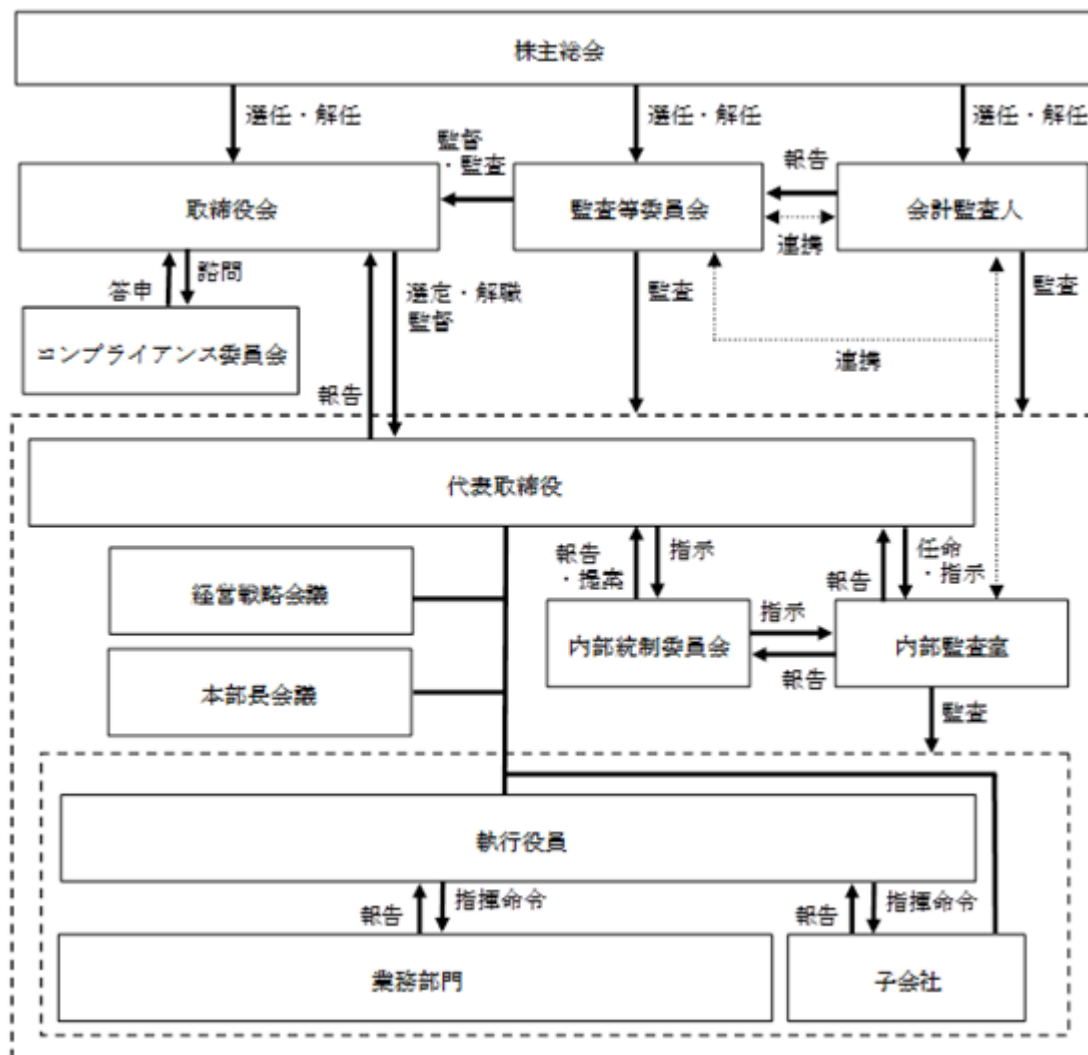 株主総会
選任・解任
選任・解任
選任・解任
監督
・監査
報告
取締役会
監査等委員会
会計監査人
連携
答申
諮問
選定・解職
監督
監査
監査
コンプライアンス委員会
連携
報告
代表取締役
報告
・提案
指示
報告
任命
・指示
経営戦略会議
内部統制委員会
指示
報告
内部監査室
本部長会議
監査
執行役員
報告
指揮命令
報告
指揮命令
業務部門
子会社